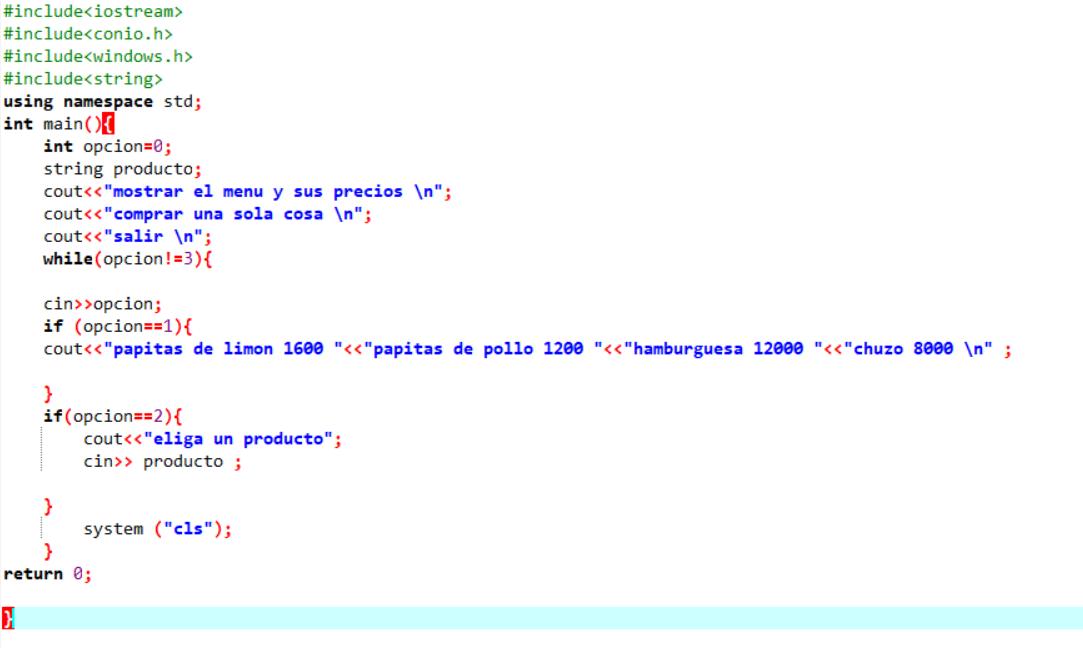 #include<iostream>
#include<conio.h>
#include<windows.h>
#include<string>
using namespace std;
int main(){
    int opcion=0;
    string producto;
    cout<<"mostrar el menu y sus precios \n";
    cout<<"comprar una sola cosa \n";
    cout<<"salir \n";
    while(opcion!=3){

    cin>>opcion;
    if (opcion==1){
    cout<<"papitas de limon 1600 "<<"papitas de pollo 1200 "<<"hamburguesa 12000 "<<"chuzo 8000 \n" ;

    }
    if(opcion==2){
        cout<<"eliga un producto";
        cin>> producto ;

    }
        system ("cls");
    }
return 0;

}